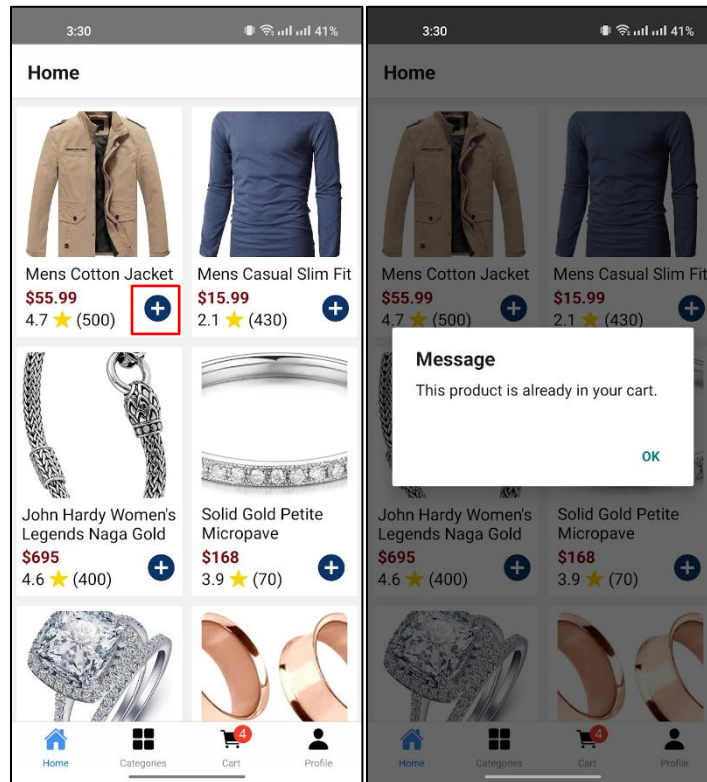 3:30
41%
Home
Mens Cotton Jacket
$55.99
4.7 ⭐ (500)
Mens Casual Slim Fit
$15.99
2.1 ⭐ (430)
John Hardy Women's
Legends Naga Gold
$695
4.6 ⭐ (400)
Solid Gold Petite
Micropave
$168
3.9 ⭐ (70)
4
Home
Categories
Cart
Profile
3:30
41%
Home
Mens Cotton Jacket
$55.99
4.7 ⭐ (500)
Mens Casual Slim Fit
$15.99
2.1 ⭐ (430)
Message
This product is already in your cart.
OK
John Hardy Women's
Legends Naga Gold
$695
4.6 ⭐ (400)
Solid Gold Petite
Micropave
$168
3.9 ⭐ (70)
4
Home
Categories
Cart
Profile